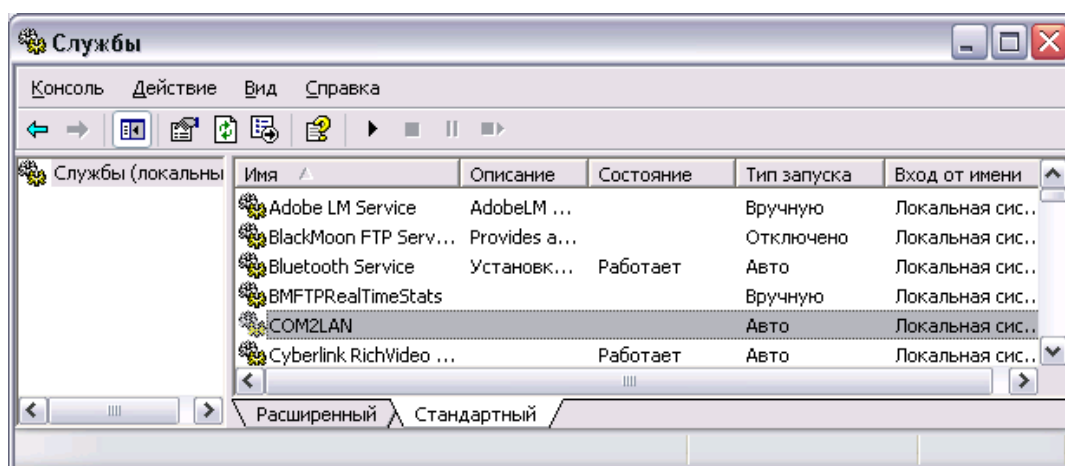 Службы
Консоль Действие Вид Справка
Службы (локальны
Имя Описание Состояние Тип запуска Вход от имени
Adobe LM Service AdobeLM ... Вручную Локальная сис...
BlackMoon FTP Serv... Provides a... Отключено Локальная сис...
Bluetooth Service Установк... Работает Авто Локальная сис...
BMFTPRealTimeStats Вручную Локальная сис...
COM2LAN Авто Локальная сис...
Cyberlink RichVideo ... Работает Авто Локальная сис...
Расширенный Стандартный